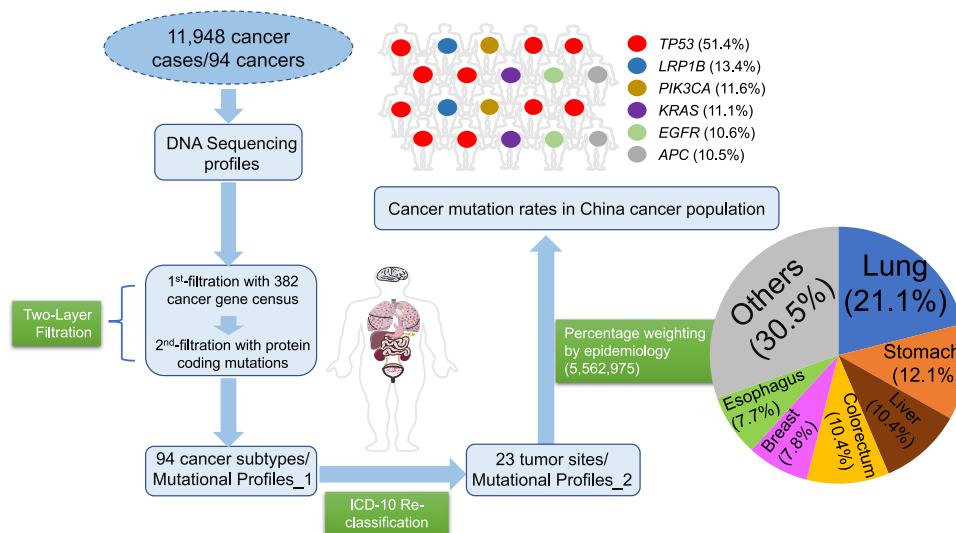 11,948 cancer
cases/94 cancers
DNA Sequencing
profiles
Two-Layer
Filtration
1st-filtration with 382
cancer gene census
2nd-filtration with protein
coding mutations
94 cancer subtypes/
Mutational Profiles_1
ICD-10 Re-
classification
23 tumor sites/
Mutational Profiles_2
Percentage weighting
by epidemiology
(5,562,975)
Cancer mutation rates in China cancer population
TP53 (51.4%)
LRP1B (13.4%)
PIK3CA (11.6%)
KRAS (11.1%)
EGFR (10.6%)
APC (10.5%)
Lung
(21.1%)
Stomach
(12.1%
Liver
(10.4%)
Colorectum
(10.4%)
Breast
(7.8%)
Esophagus
(7.7%)
Others
(30.5%)